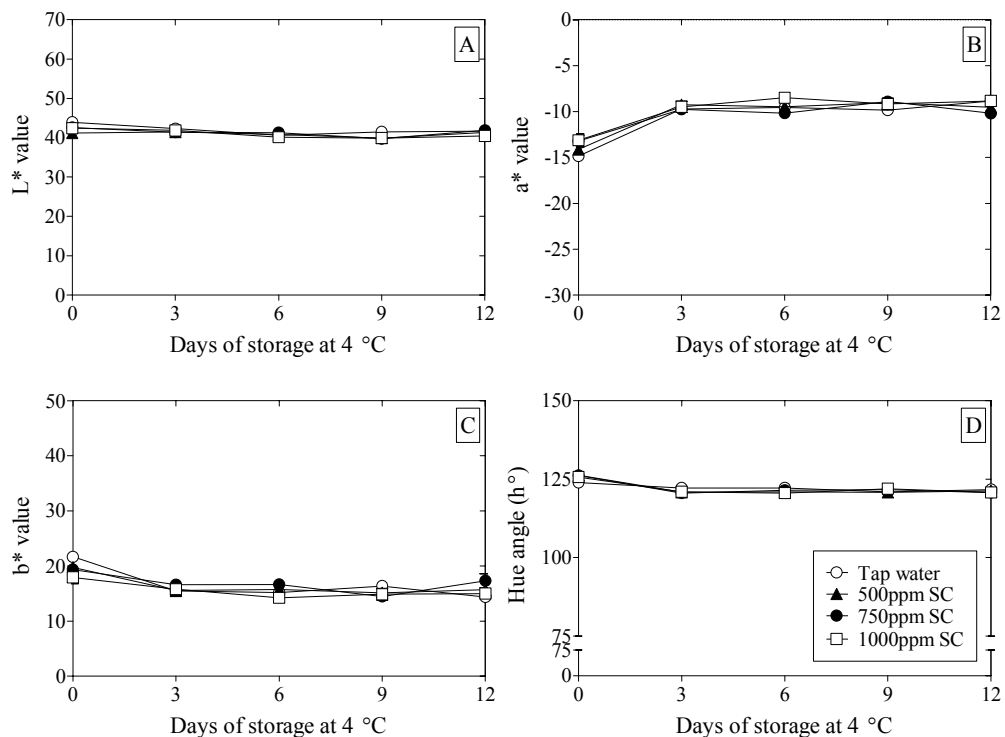 A
L* value
70
60
50
40
30
20
10
0
0 3 6 9 12
Days of storage at 4 °C
B
a* value
0
-5
-10
-15
-20
-25
-30
0 3 6 9 12
Days of storage at 4 °C
C
b* value
50
40
30
20
10
0
0 3 6 9 12
Days of storage at 4 °C
D
Hue angle (h°)
150
125
100
75
75
0
Tap water
500ppm SC
750ppm SC
1000ppm SC
0 3 6 9 12
Days of storage at 4 °C